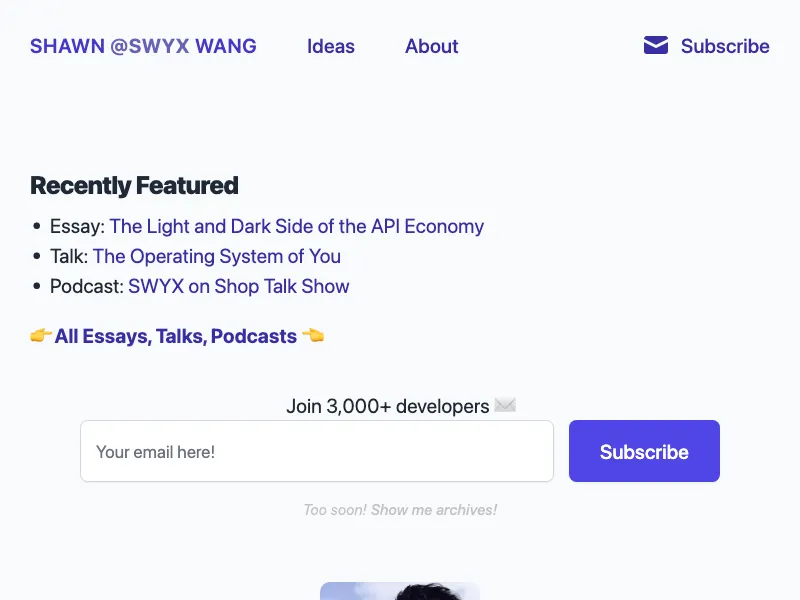 SHAWN @SWYX WANG Ideas About Subscribe
Recently Featured
• Essay: The Light and Dark Side of the API Economy
• Talk: The Operating System of You
• Podcast: SWYX on Shop Talk Show
👉 All Essays, Talks, Podcasts 👈
Join 3,000+ developers ✉️
Your email here! Subscribe
Too soon! Show me archives!